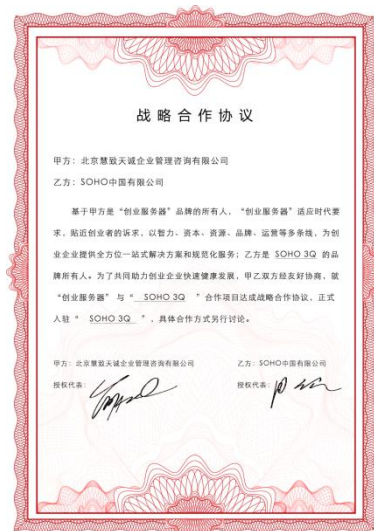 战略合作协议
甲方：北京慧致天诚企业管理咨询有限公司
乙方：SOHO中国有限公司
基于甲方是“创业服务器”品牌的所有人，“创业服务器”适应时代要
求，贴近创业者的诉求，以智力、资本、资源、品牌、运营等多条线，为创
业企业提供全方位一站式解决方案和规范化服务；乙方是 SOHO 3Q 的品
牌所有人。为了共同助力创业企业快速健康发展，甲乙双方经友好协商，就
“创业服务器” 与 “ SOHO 3Q ” 合作项目达成战略合作协议，正式
入驻 “ SOHO 3Q ” ，具体合作方式另行讨论。
甲方：北京慧致天诚企业管理咨询有限公司
乙方：SOHO中国有限公司
授权代表：
授权代表：